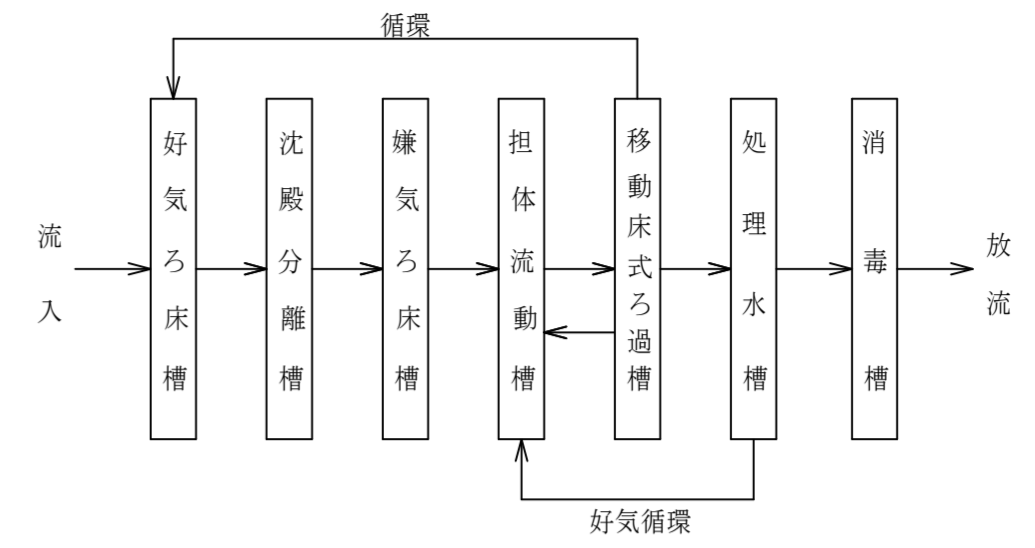 循環
流入
好気ろ床槽
沈殿分離槽
嫌気ろ床槽
担体流動槽
移動床式ろ過槽
処理水槽
消毒槽
放流
好気循環